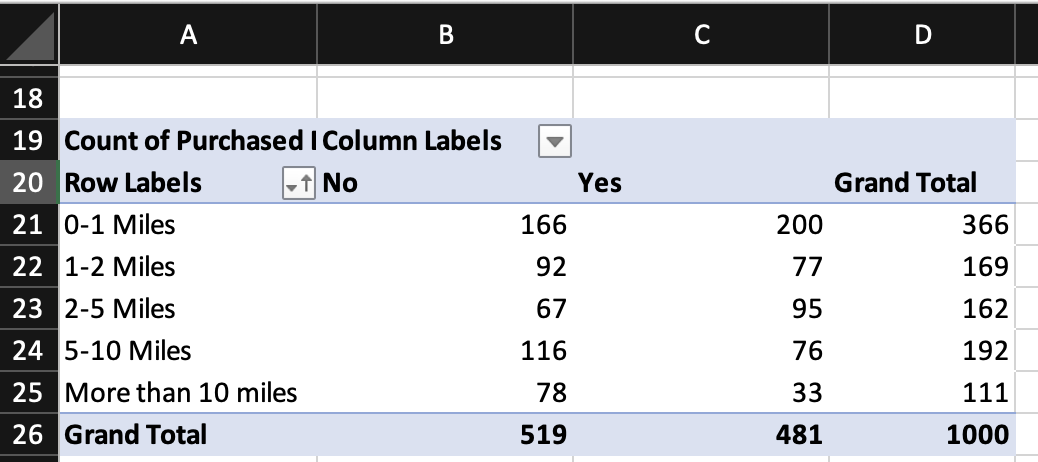 A B C D
18
19 Count of Purchased I Column Labels
20 Row Labels No Yes Grand Total
21 0-1 Miles 166 200 366
22 1-2 Miles 92 77 169
23 2-5 Miles 67 95 162
24 5-10 Miles 116 76 192
25 More than 10 miles 78 33 111
26 Grand Total 519 481 1000